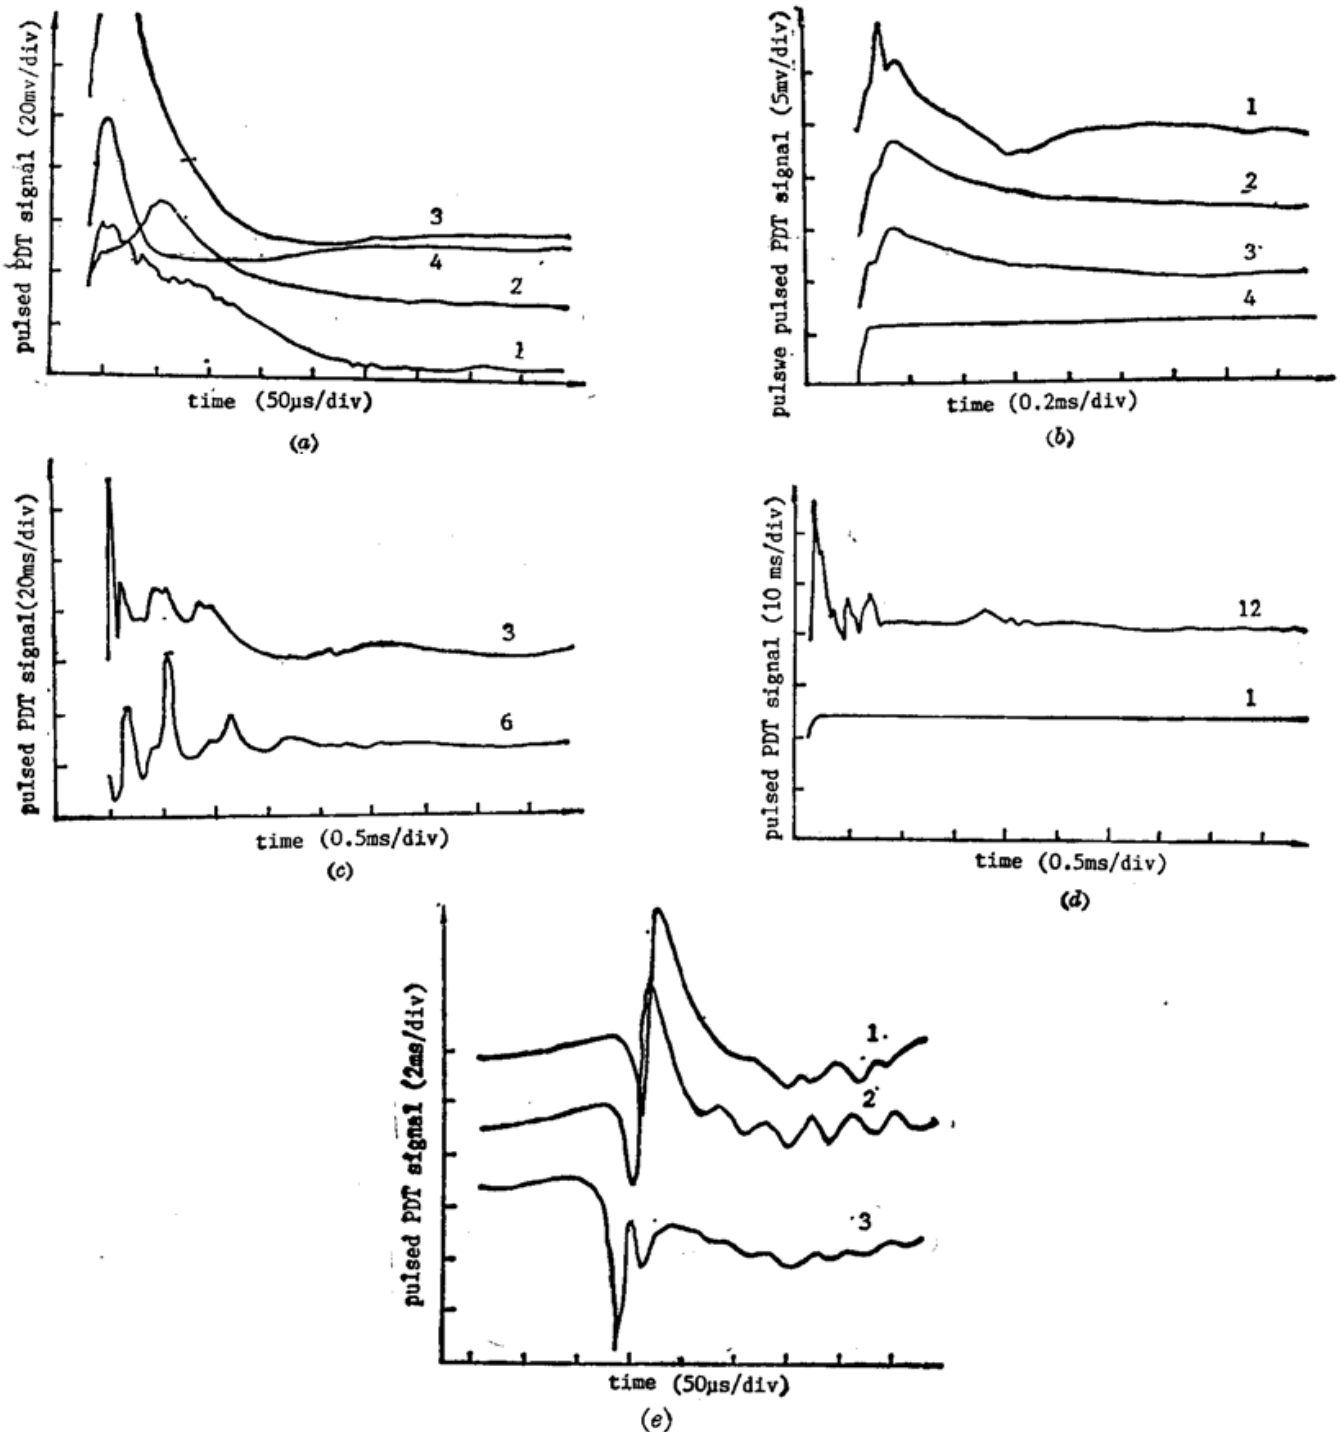 pulsed PDT signal (20mv/div)
3
4
2
1
time (50μs/div)
(a)
pulswe pulsed PDT signal (5mv/div)
1
2
3
4
time (0.2ms/div)
(b)
pulsed PDT signal(20ms/div)
3
6
time (0.5ms/div)
(c)
pulsed PDT signal (10 ms/div)
12
1
time (0.5ms/div)
(d)
pulsed PDT signal (2ms/div)
1
2
3
time (50μs/div)
(e)